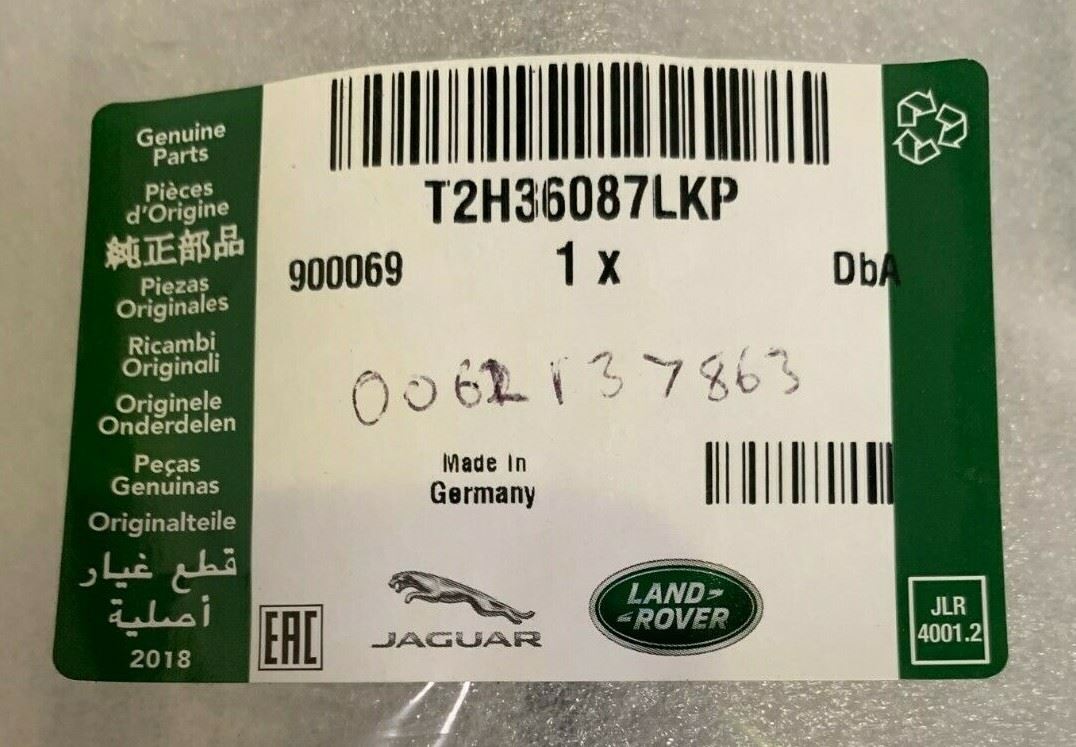 Genuine
Parts
Pièces
d'Origine
純正部品
Piezas
Originales
Ricambi
Originali
Originele
Onderdelen
Peças
Genuinas
Originalteile
قطع غيار
أصلية
2018
T2H36087LKP
900069
1 x
DbA
0062137863
Made In
Germany
EAC
JAGUAR
LAND-
-ROVER
JLR
4001.2